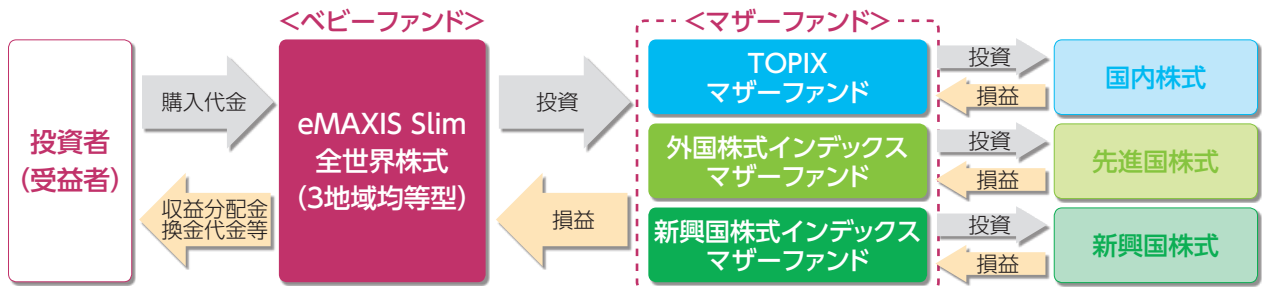 <ベビーファンド>
<マザーファンド>
投資者
(受益者)
購入代金
収益分配金
換金代金等
eMAXIS Slim
全世界株式
(3地域均等型)
投資
損益
TOPIX
マザーファンド
投資
損益
国内株式
外国株式インデックス
マザーファンド
投資
損益
先進国株式
新興国株式インデックス
マザーファンド
投資
損益
新興国株式